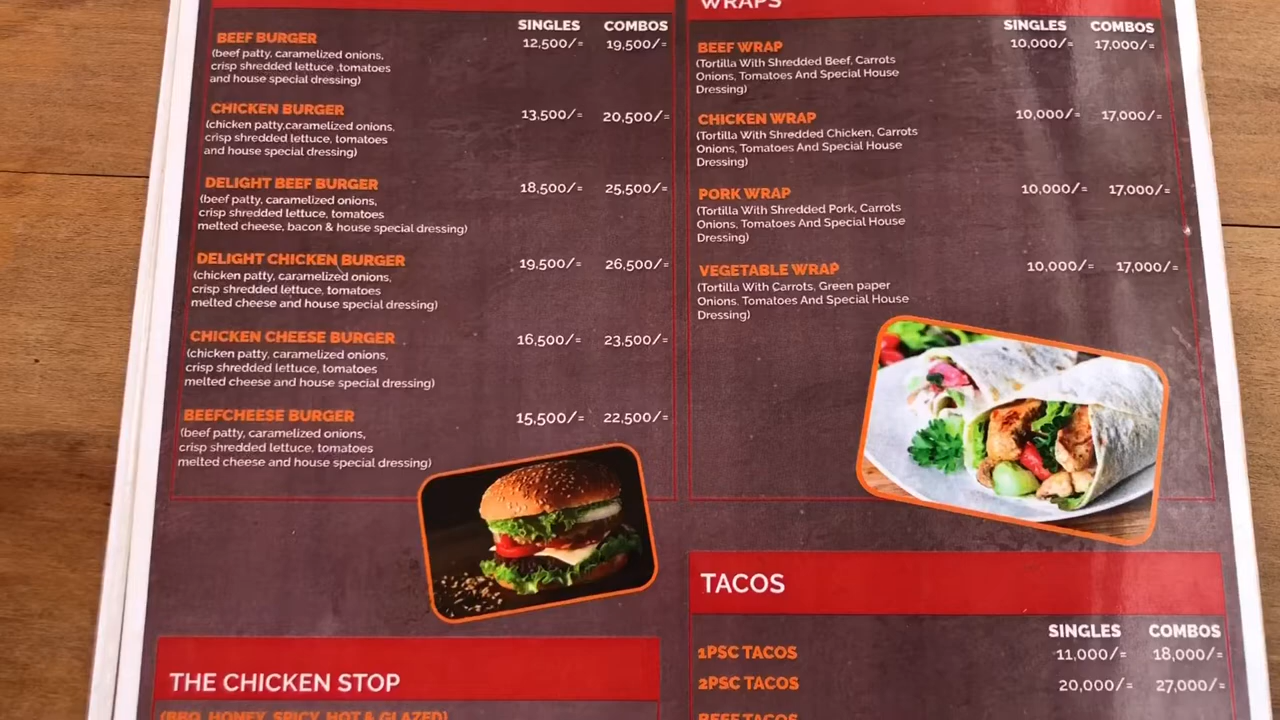 SINGLES COMBOS
BEEF BURGER 12,500/= 19,500/=
(beef patty, caramelized onions,
crisp shredded lettuce ,tomatoes
and house special dressing)
CHICKEN BURGER 13,500/= 20,500/=
(chicken patty,caramelized onions,
crisp shredded lettuce, tomatoes
and house special dressing)
DELIGHT BEEF BURGER 18,500/= 25,500/=
(beef patty, caramelized onions,
crisp shredded lettuce, tomatoes
melted cheese, bacon & house special dressing)
DELIGHT CHICKEN BURGER 19,500/= 26,500/=
(chicken patty, caramelized onions,
crisp shredded lettuce, tomatoes
melted cheese and house special dressing)
CHICKEN CHEESE BURGER 16,500/= 23,500/=
(chicken patty, caramelized onions,
crisp shredded lettuce, tomatoes
melted cheese and house special dressing)
BEEFCHEESE BURGER 15,500/= 22,500/=
(beef patty, caramelized onions,
crisp shredded lettuce, tomatoes
melted cheese and house special dressing)
THE CHICKEN STOP
(BBQ, HONEY, SPICY, HOT & GLAZED)
WRAPS
SINGLES COMBOS
BEEF WRAP 10,000/= 17,000/=
(Tortilla With Shredded Beef, Carrots
Onions, Tomatoes And Special House
Dressing)
CHICKEN WRAP 10,000/= 17,000/=
(Tortilla With Shredded Chicken, Carrots
Onions, Tomatoes And Special House
Dressing)
PORK WRAP 10,000/= 17,000/=
(Tortilla With Shredded Pork, Carrots
Onions, Tomatoes And Special House
Dressing)
VEGETABLE WRAP 10,000/= 17,000/=
(Tortilla With Carrots, Green paper
Onions, Tomatoes And Special House
Dressing)
TACOS
SINGLES COMBOS
1PSC TACOS 11,000/= 18,000/=
2PSC TACOS 20,000/= 27,000/=
BEEF TACOS